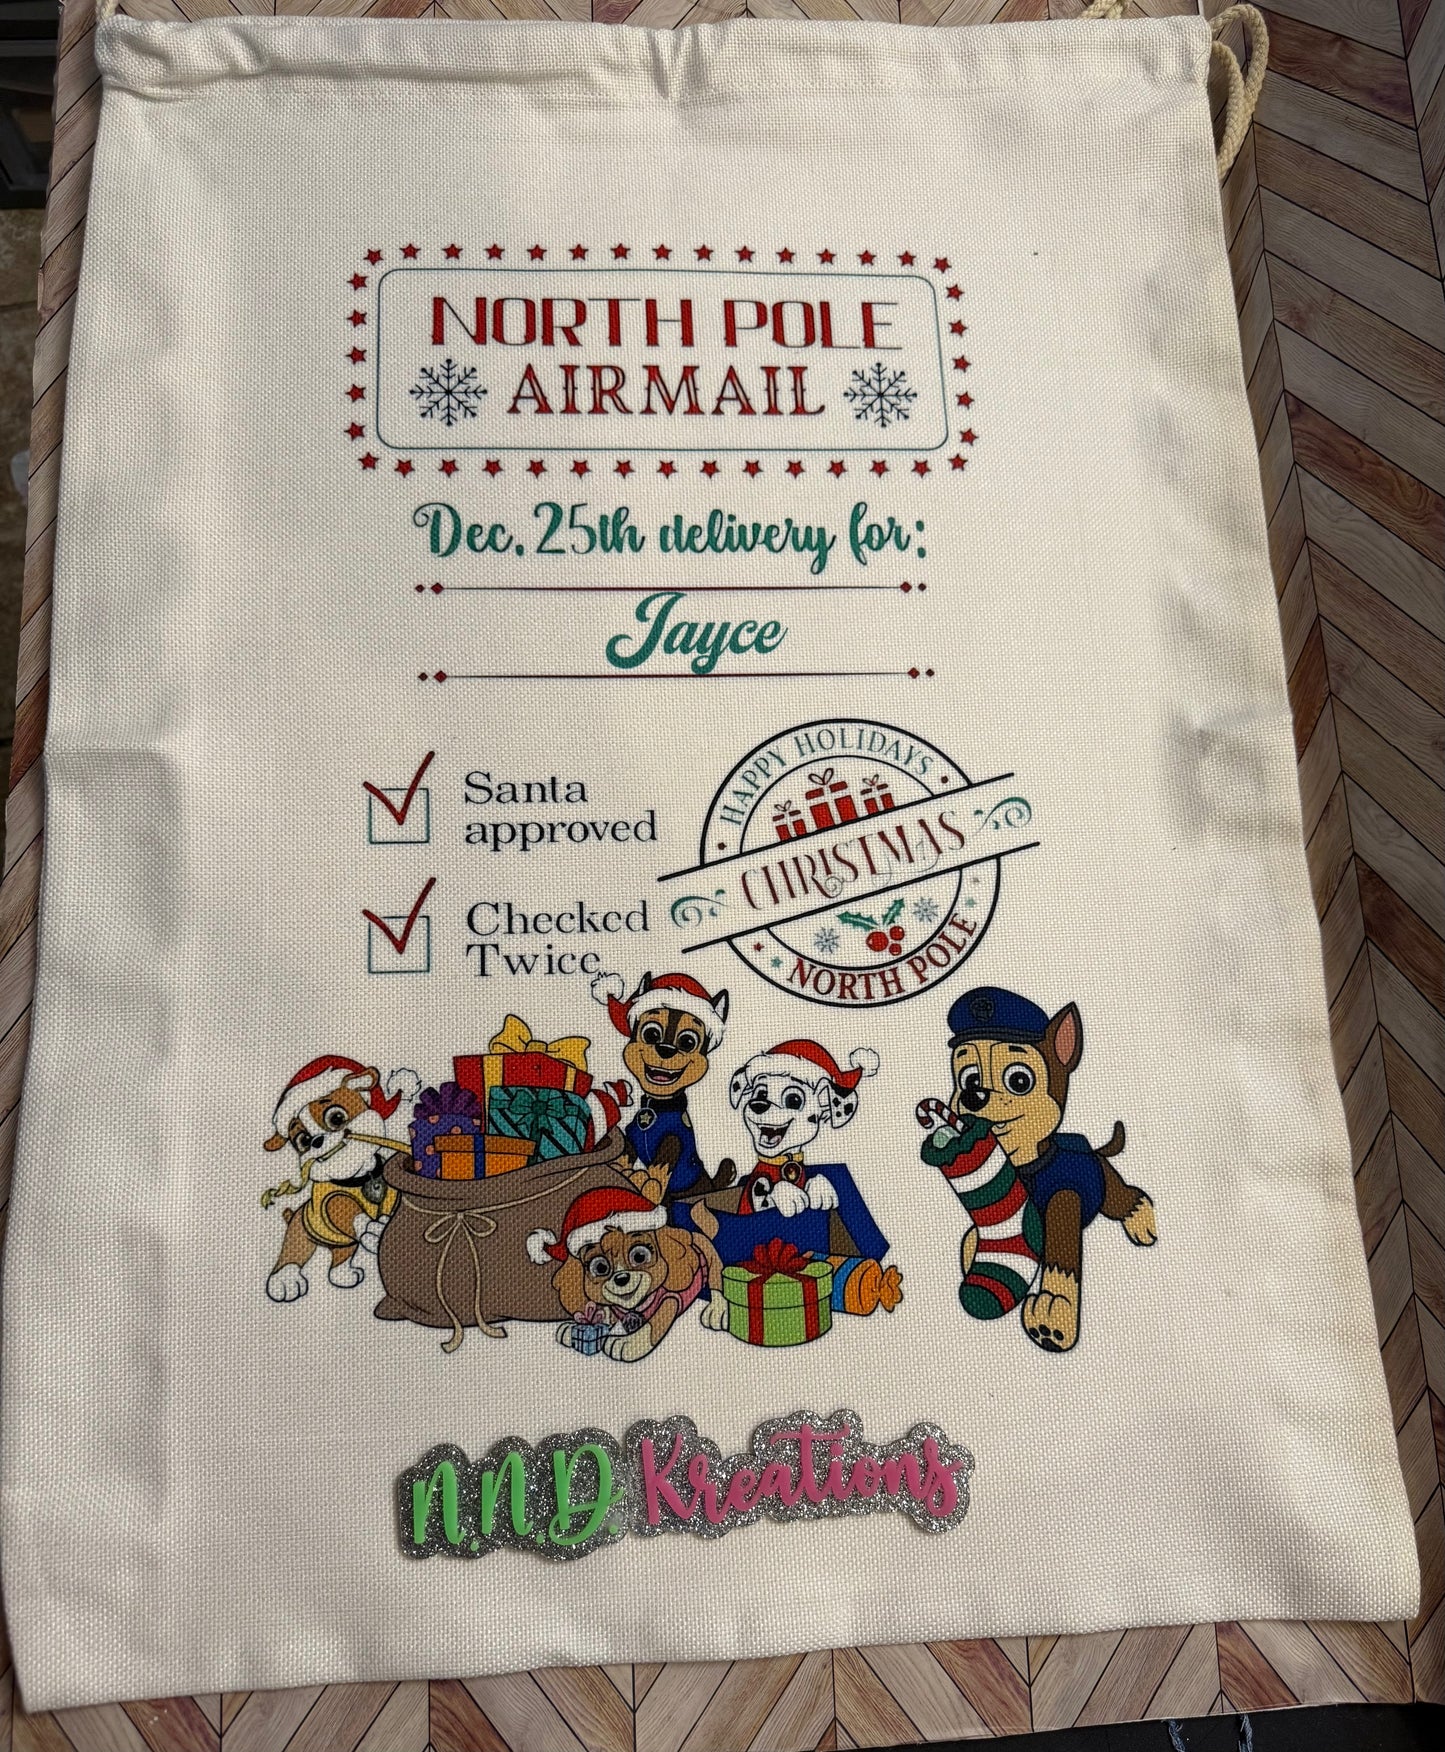 NORTH POLE
AIRMAIL
Dec. 25th delivery for:
Jayce
Santa
approved
Checked
Twice
HAPPY HOLIDAYS
CHRISTMAS
NORTH POLE
N.N.D. Kreations